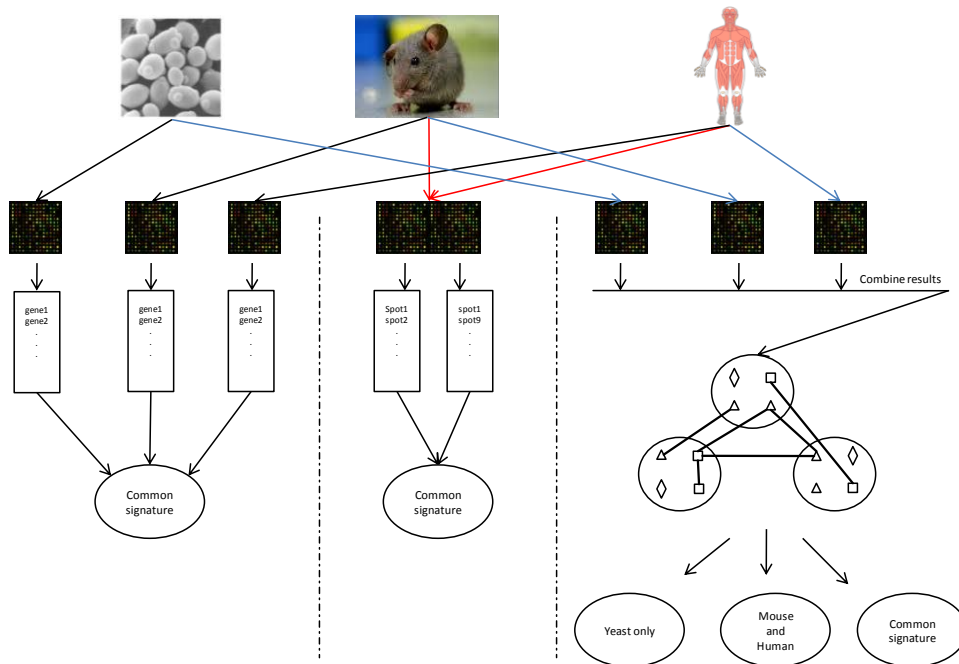 Combine results
gene1
gene2
.
.
.
gene1
gene2
.
.
.
gene1
gene2
.
.
.
Spot1
spot2
.
.
.
spot1
spot9
.
.
.
Common
signature
Common
signature
Yeast only
Mouse
and
Human
Common
signature